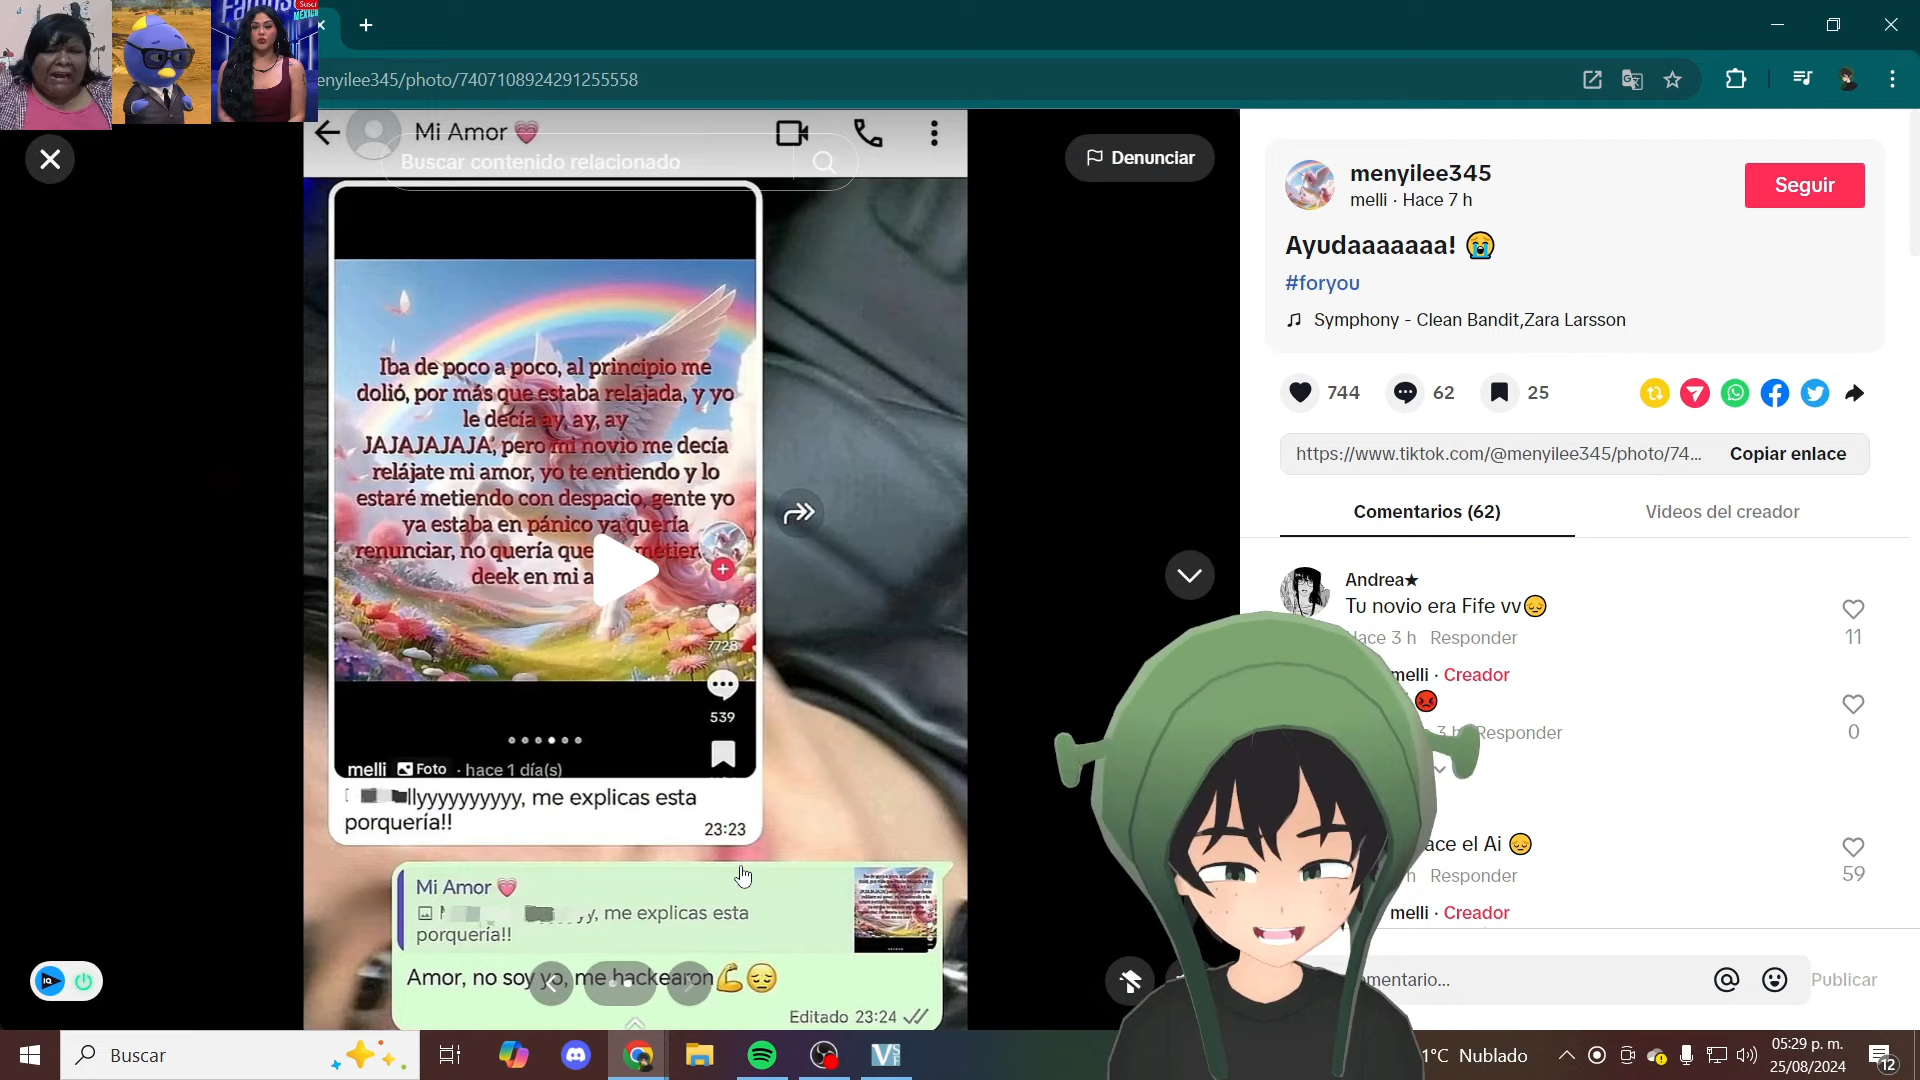 Susc
MÉXICO
enyilee345/photo/7407108924291255558
Mi Amor 💗
Buscar contenido relacionado
Denunciar
Iba de poco a poco, al principio me
dolió, por más que estaba relajada, y yo
le decía ay, ay, ay
JAJAJAJAJA, pero mi novio me decía
relájate mi amor, yo te entiendo y lo
estaré metiendo con despacio, gente yo
ya estaba en pánico ya quería
renunciar, no quería que metier
deek en mi a
7728
539
melli Foto · hace 1 día(s)
llyyyyyyyyyy, me explicas esta
porquería!!
23:23
Mi Amor 💗
yy, me explicas esta
porquería!!
Amor, no soy yo, me hackearon💪😔
Editado 23:24
menyilee345
melli · Hace 7 h
Seguir
Ayudaaaaaaa! 😭
#foryou
Symphony - Clean Bandit,Zara Larsson
744
62
25
https://www.tiktok.com/@menyilee345/photo/74...
Copiar enlace
Comentarios (62)
Videos del creador
Andrea★
Tu novio era Fife vv😔
Hace 3 h Responder
11
melli · Creador
😡
3 h Responder
0
ace el Ai 😔
h Responder
59
melli · Creador
mentario...
Publicar
IQ
Buscar
1°C Nublado
05:29 p. m.
25/08/2024
12